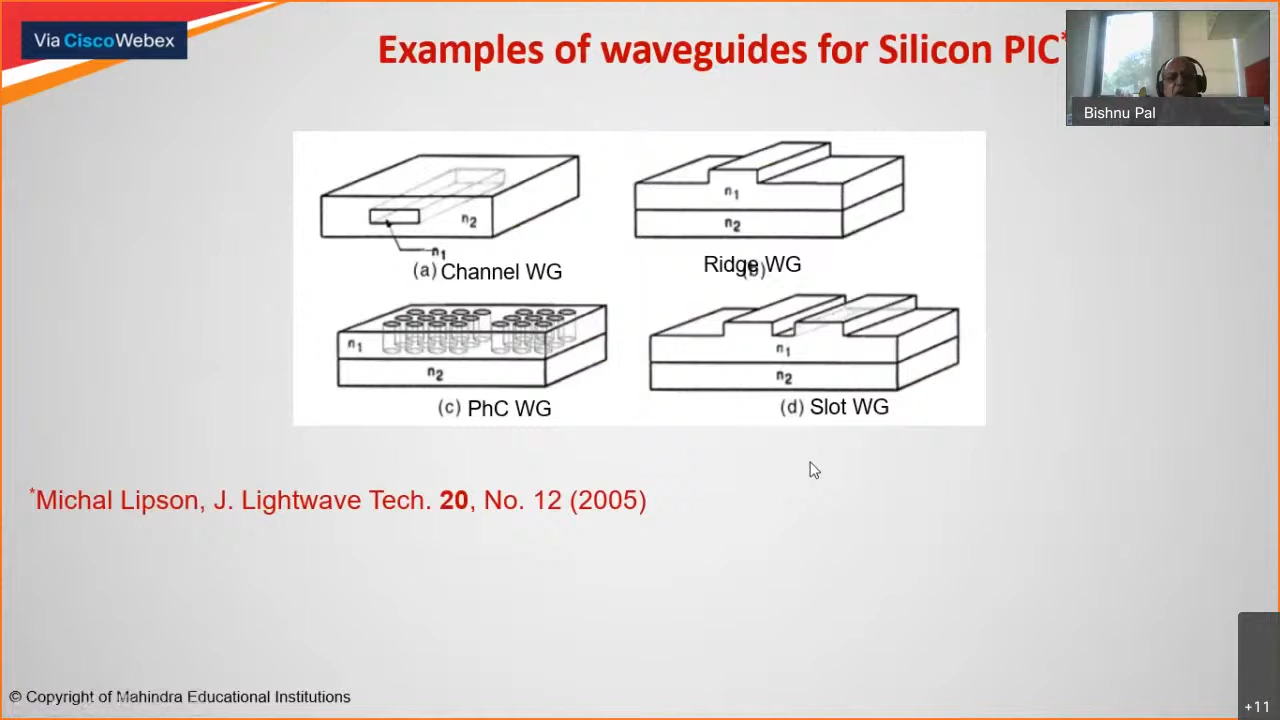 Via CiscoWebex
Examples of waveguides for Silicon PIC*
Bishnu Pal
n2
n1
(a) Channel WG
n1
n2
Ridge WG
(b)
n1
n2
(c) PhC WG
n1
n2
(d) Slot WG
*Michal Lipson, J. Lightwave Tech. 20, No. 12 (2005)
© Copyright of Mahindra Educational Institutions
+11